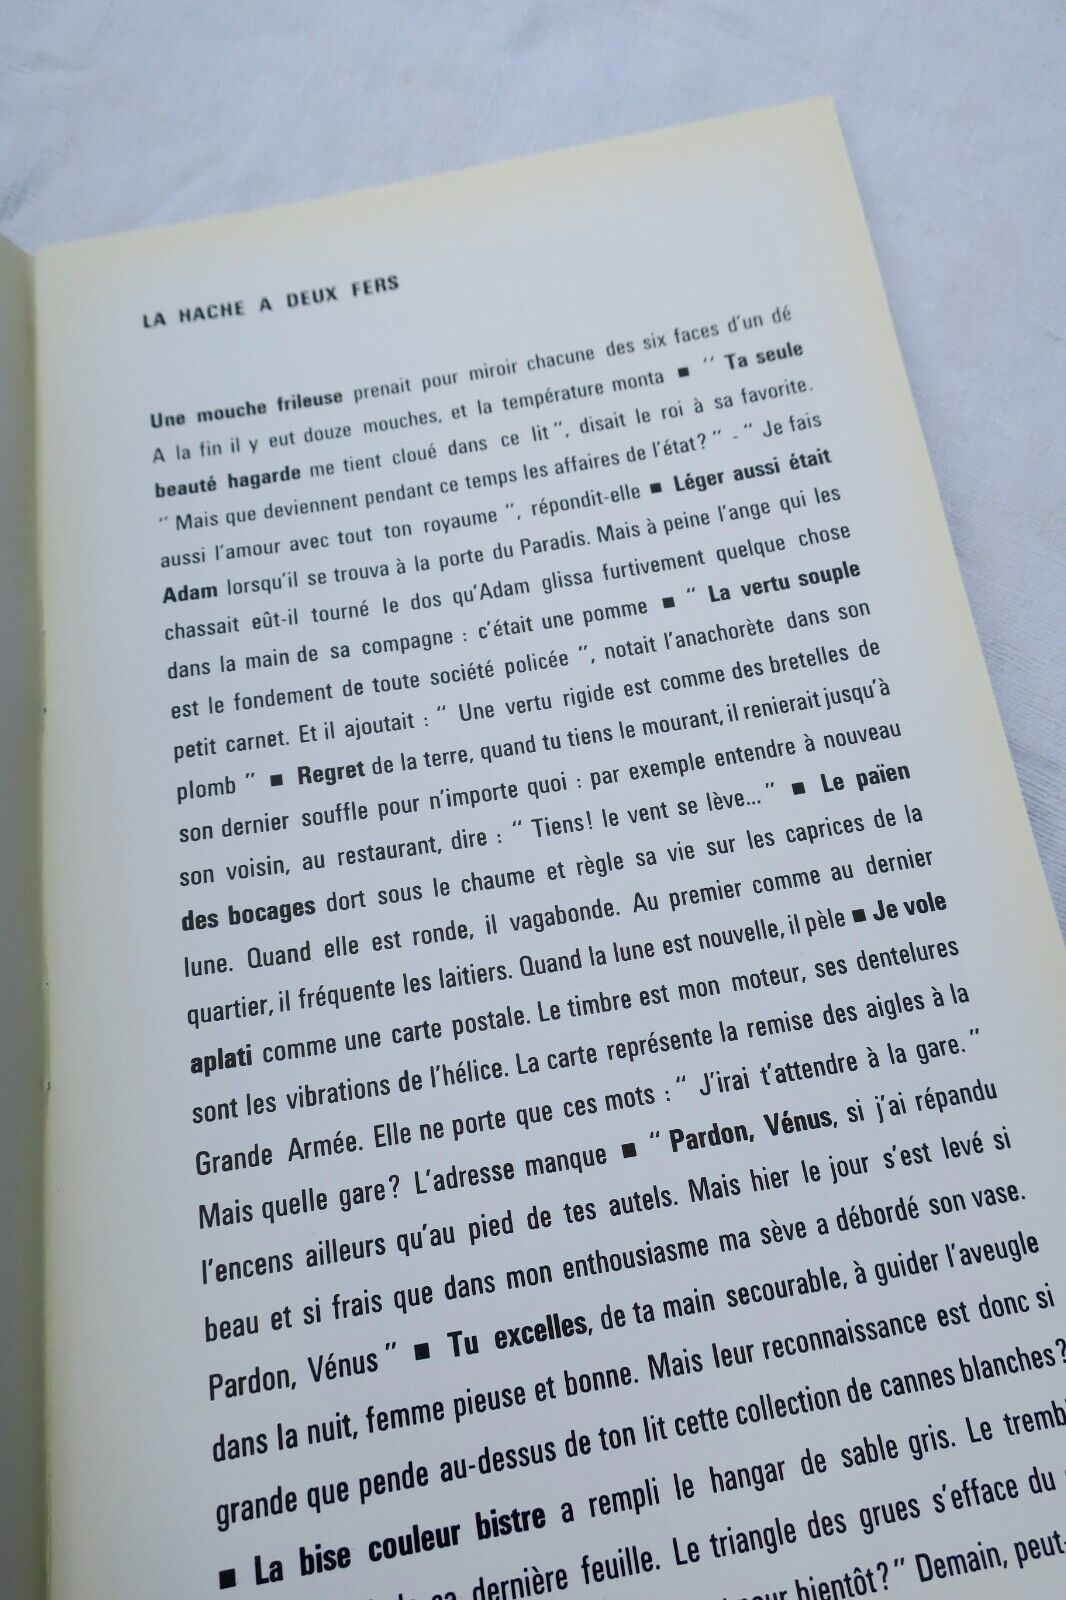 LA HACHE A DEUX FERS
Une mouche frileuse prenait pour miroir chacune des six faces d'un dé
A la fin il y eut douze mouches, et la température monta ■ " Ta seule
beauté hagarde me tient cloué dans ce lit ", disait le roi à sa favorite.
" Mais que deviennent pendant ce temps les affaires de l'état ? " - " Je fais
aussi l'amour avec tout ton royaume ", répondit-elle ■ Léger aussi était
Adam lorsqu'il se trouva à la porte du Paradis. Mais à peine l'ange qui les
chassait eût-il tourné le dos qu'Adam glissa furtivement quelque chose
dans la main de sa compagne : c'était une pomme ■ " La vertu souple
est le fondement de toute société policée ", notait l'anachorète dans son
petit carnet. Et il ajoutait : " Une vertu rigide est comme des bretelles de
plomb " ■ Regret de la terre, quand tu tiens le mourant, il renierait jusqu'à
son dernier souffle pour n'importe quoi : par exemple entendre à nouveau
son voisin, au restaurant, dire : " Tiens ! le vent se lève... " ■ Le païen
des bocages dort sous le chaume et règle sa vie sur les caprices de la
lune. Quand elle est ronde, il vagabonde. Au premier comme au dernier
quartier, il fréquente les laitiers. Quand la lune est nouvelle, il pèle ■ Je vole
aplati comme une carte postale. Le timbre est mon moteur, ses dentelures
sont les vibrations de l'hélice. La carte représente la remise des aigles à la
Grande Armée. Elle ne porte que ces mots : " J'irai t'attendre à la gare. "
Mais quelle gare ? L'adresse manque ■ " Pardon, Vénus, si j'ai répandu
l'encens ailleurs qu'au pied de tes autels. Mais hier le jour s'est levé si
beau et si frais que dans mon enthousiasme ma sève a débordé son vase.
Pardon, Vénus " ■ Tu excelles, de ta main secourable, à guider l'aveugle
dans la nuit, femme pieuse et bonne. Mais leur reconnaissance est donc si
grande que pende au-dessus de ton lit cette collection de cannes blanches ?
■ La bise couleur bistre a rempli le hangar de sable gris. Le
dernière feuille. Le triangle des grues s'efface du
bientôt ? " Demain, peut-